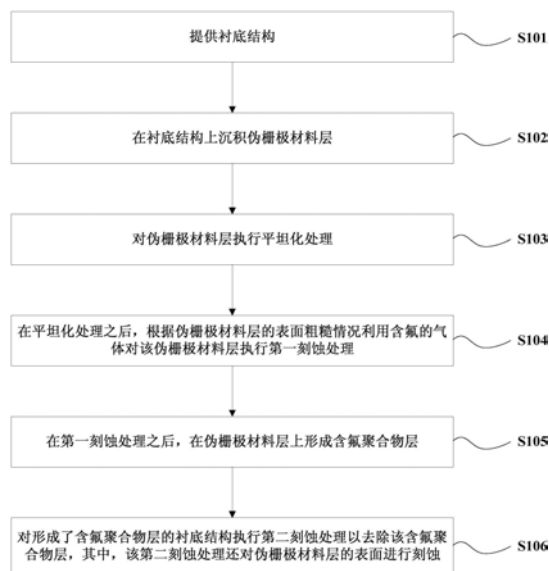 提供衬底结构
S101
在衬底结构上沉积伪栅极材料层
S102
对伪栅极材料层执行平坦化处理
S103
在平坦化处理之后，根据伪栅极材料层的表面粗糙情况利用含氟的气
体对该伪栅极材料层执行第一刻蚀处理
S104
在第一刻蚀处理之后，在伪栅极材料层上形成含氟聚合物层
S105
对形成了含氟聚合物层的衬底结构执行第二刻蚀处理以去除该含氟聚
合物层，其中，该第二刻蚀处理还对伪栅极材料层的表面进行刻蚀
S106